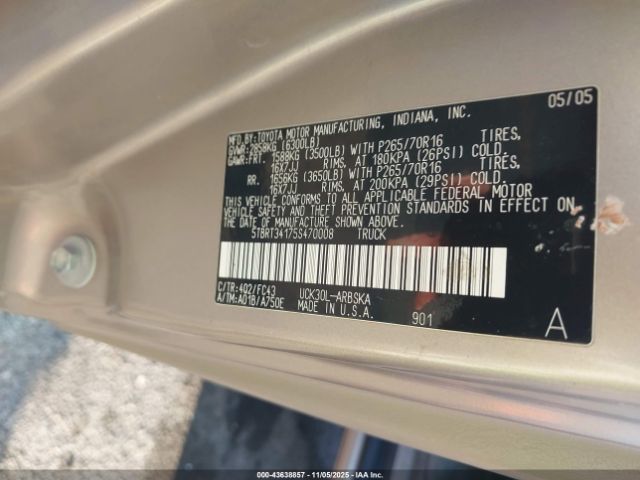 MFG. BY: TOYOTA MOTOR MANUFACTURING, INDIANA, INC. 05/05
GVWR: 2858KG (6300LB)
GAWR: FRT. 1588KG (3500LB) WITH P265/70R16 TIRES,
16X7JJ RIMS, AT 180KPA (26PSI) COLD.
RR. 1656KG (3650LB) WITH P265/70R16 TIRES,
16X7JJ RIMS, AT 200KPA (29PSI) COLD.
THIS VEHICLE CONFORMS TO ALL APPLICABLE FEDERAL MOTOR
VEHICLE SAFETY AND THEFT PREVENTION STANDARDS IN EFFECT ON
THE DATE OF MANUFACTURE SHOWN ABOVE.
5TBRT34175S470008 TRUCK
C/TR: 4Q2/FC43 UCK30L-ARBSKA
A/TM: A01B/A750E MADE IN U.S.A. 901 A
000-43638857 | 11/05/2025 | IAA Inc.